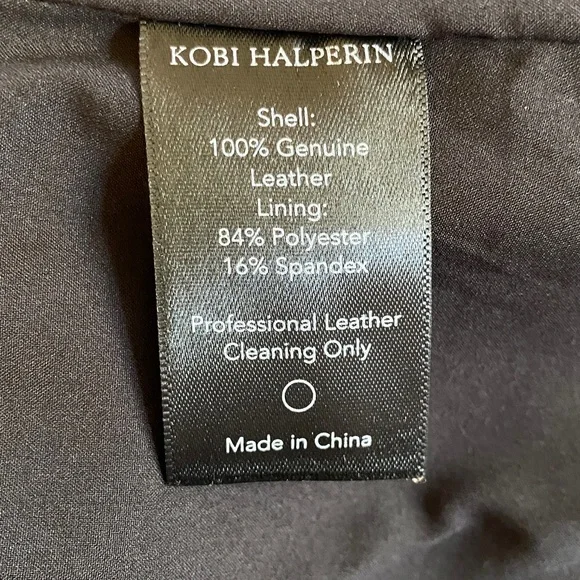 KOBI HALPERIN
Shell:
100% Genuine
Leather
Lining:
84% Polyester
16% Spandex
Professional Leather
Cleaning Only
Made in China